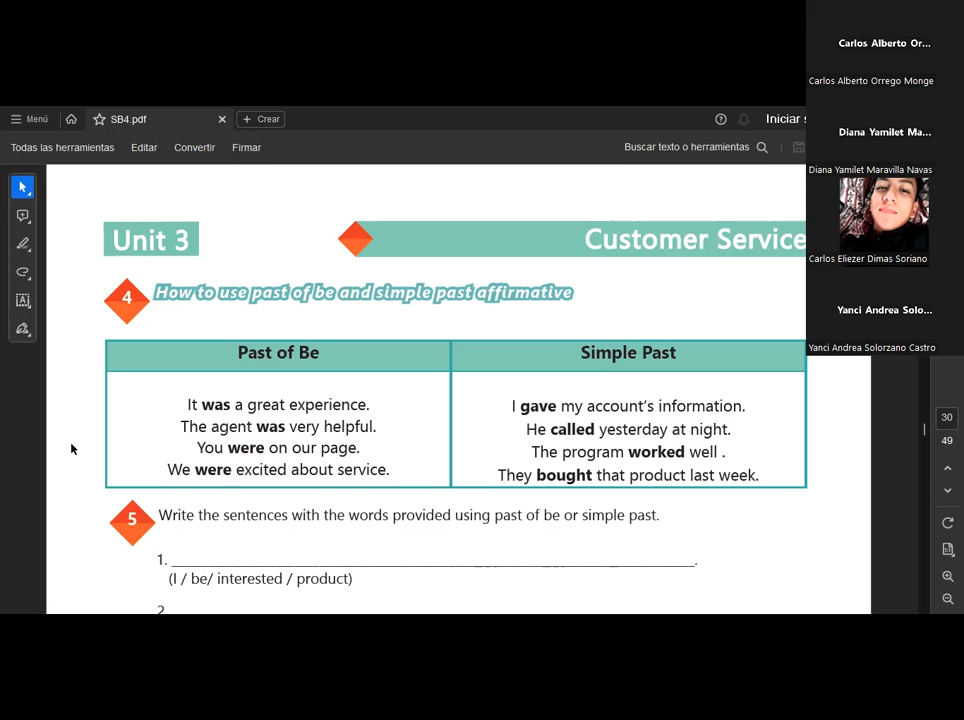 Carlos Alberto Or...
Carlos Alberto Orrego Monge
Menú
SB4.pdf
Crear
Iniciar s
Diana Yamilet Ma...
Todas las herramientas
Editar
Convertir
Firmar
Buscar texto o herramientas
Diana Yamilet Maravilla Navas
Unit 3
Customer Service
Carlos Eliezer Dimas Soriano
4
How to use past of be and simple past affirmative
Yanci Andrea Solo...
Yanci Andrea Solorzano Castro
Past of Be
Simple Past
It was a great experience.
The agent was very helpful.
You were on our page.
We were excited about service.
I gave my account's information.
He called yesterday at night.
The program worked well .
They bought that product last week.
30
49
5
Write the sentences with the words provided using past of be or simple past.
1. ______________________________________________.
(I / be/ interested / product)
2